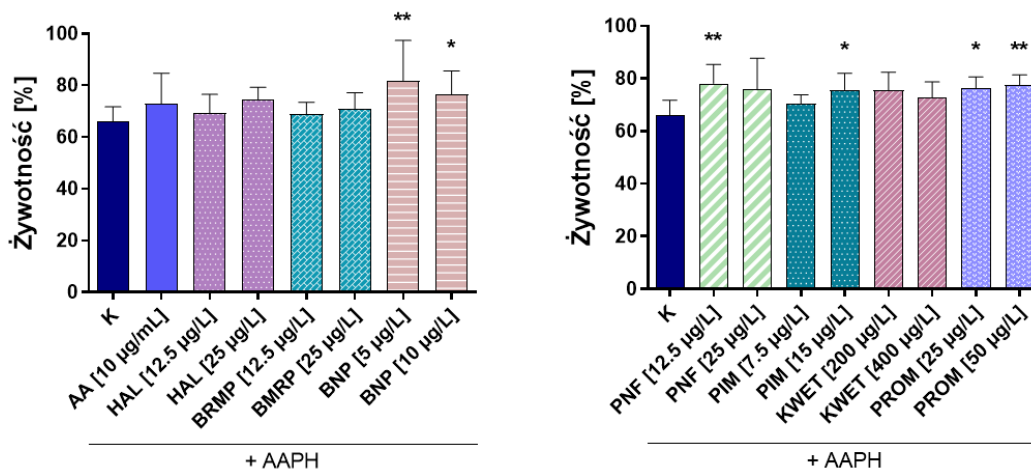 Żywotność [%]
100
80
60
40
20
0
**
*
K
AA [10 µg/mL]
HAL [12.5 µg/L]
HAL [25 µg/L]
BRMP [12.5 µg/L]
BMRP [25 µg/L]
BNP [5 µg/L]
BNP [10 µg/L]
+ AAPH
Żywotność [%]
100
80
60
40
20
0
**
*
*
**
K
PNF [12.5 µg/L]
PNF [25 µg/L]
PIM [7.5 µg/L]
PIM [15 µg/L]
KWET [200 µg/L]
KWET [400 µg/L]
PROM [25 µg/L]
PROM [50 µg/L]
+ AAPH